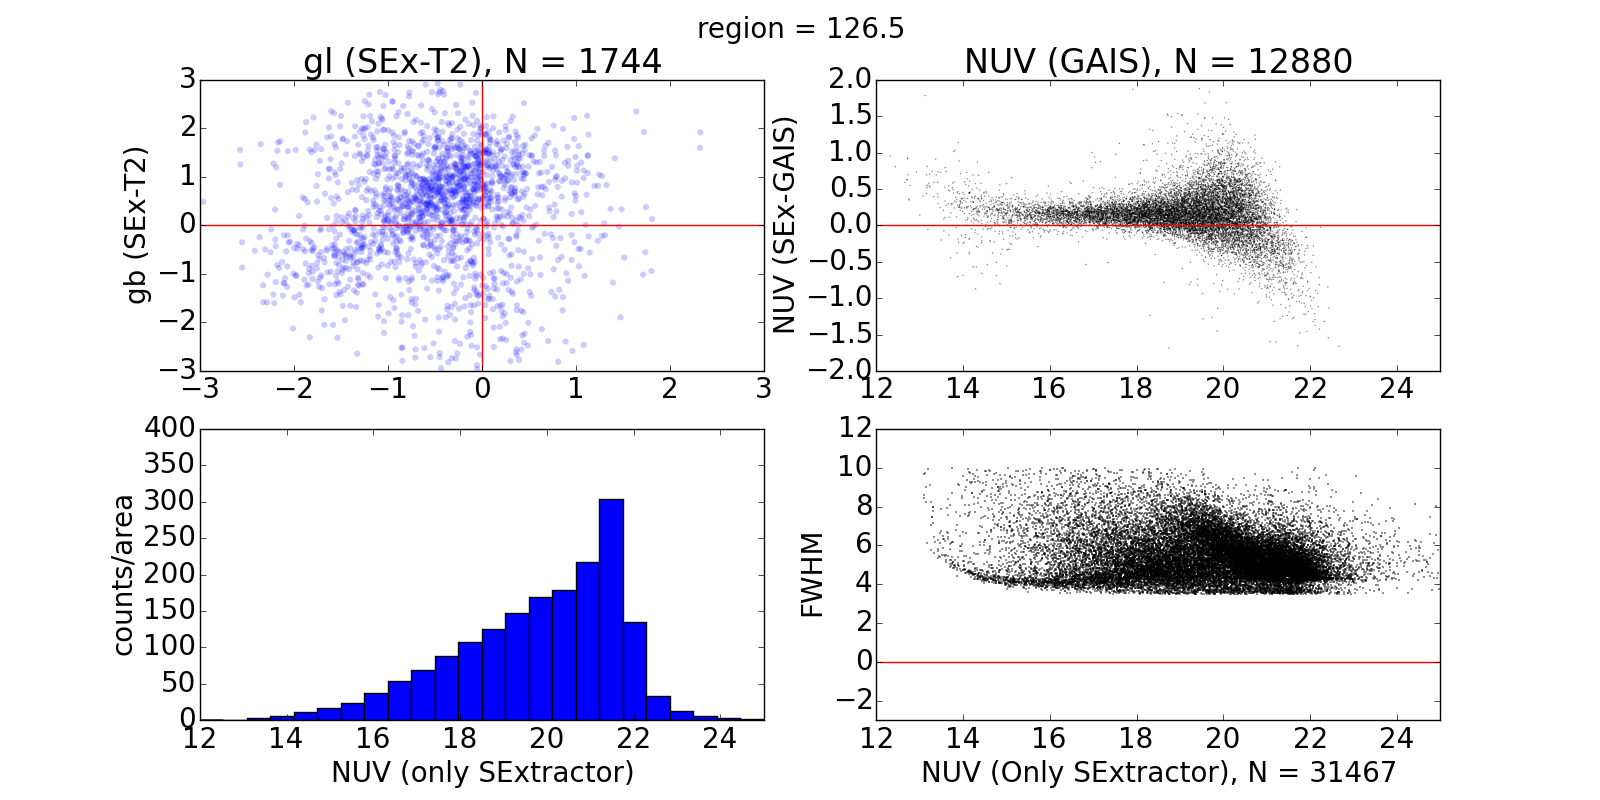 region = 126.5
gl (SEx-T2), N = 1744
3
2
1
0
−1
−2
−3
gb (SEx-T2)
−3 −2 −1 0 1 2 3
NUV (GAIS), N = 12880
2.0
1.5
1.0
0.5
0.0
−0.5
−1.0
−1.5
−2.0
NUV (SEx-GAIS)
12 14 16 18 20 22 24
400
350
300
250
200
150
100
50
0
counts/area
12 14 16 18 20 22 24
NUV (only SExtractor)
12
10
8
6
4
2
0
−2
FWHM
12 14 16 18 20 22 24
NUV (Only SExtractor), N = 31467